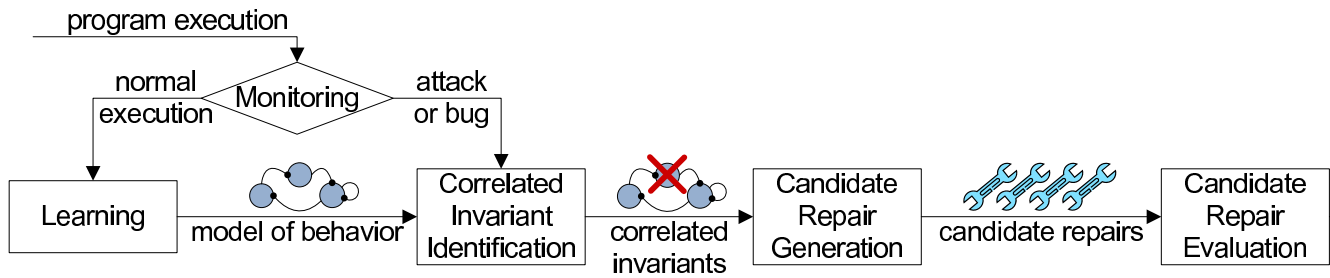 program execution
normal
execution
Monitoring
attack
or bug
Learning
model of behavior
Correlated
Invariant
Identification
correlated
invariants
Candidate
Repair
Generation
candidate repairs
Candidate
Repair
Evaluation